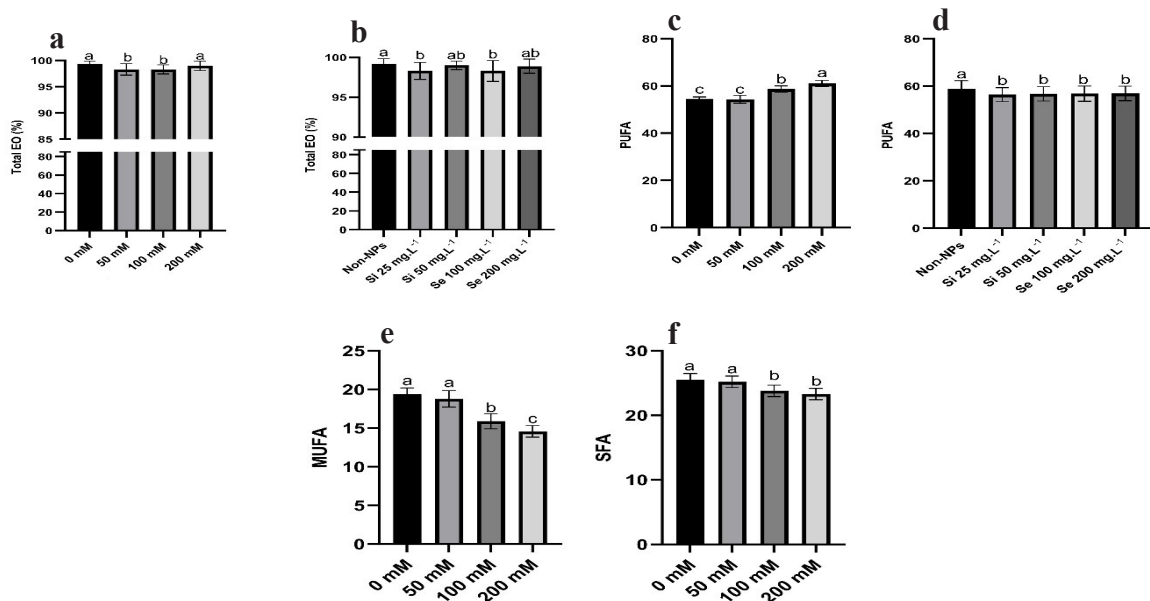 a
Total EO (%)
100
95
90
85
80
60
40
20
0
a b b a
0 mM 50 mM 100 mM 200 mM
b
Total EO (%)
100
95
90
80
60
40
20
0
a b ab b ab
Non-NPs Si 25 mg.L⁻¹ Si 50 mg.L⁻¹ Se 100 mg.L⁻¹ Se 200 mg.L⁻¹
c
PUFA
80
60
40
20
0
c c b a
0 mM 50 mM 100 mM 200 mM
d
PUFA
80
60
40
20
0
a b b b b
Non-NPs Si 25 mg.L⁻¹ Si 50 mg.L⁻¹ Se 100 mg.L⁻¹ Se 200 mg.L⁻¹
e
MUFA
25
20
15
10
5
0
a a b c
0 mM 50 mM 100 mM 200 mM
f
SFA
30
20
10
0
a a b b
0 mM 50 mM 100 mM 200 mM